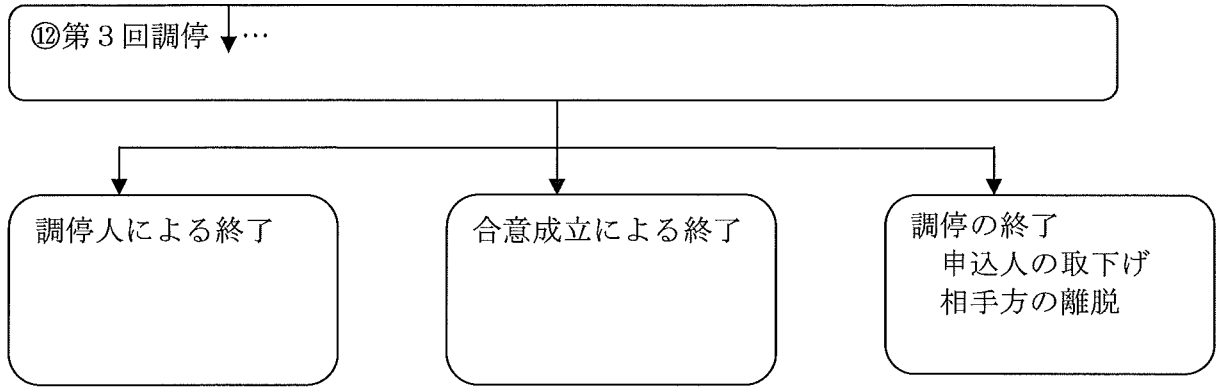 ⑫第3回調停 …
調停人による終了
合意成立による終了
調停の終了
申込人の取下げ
相手方の離脱